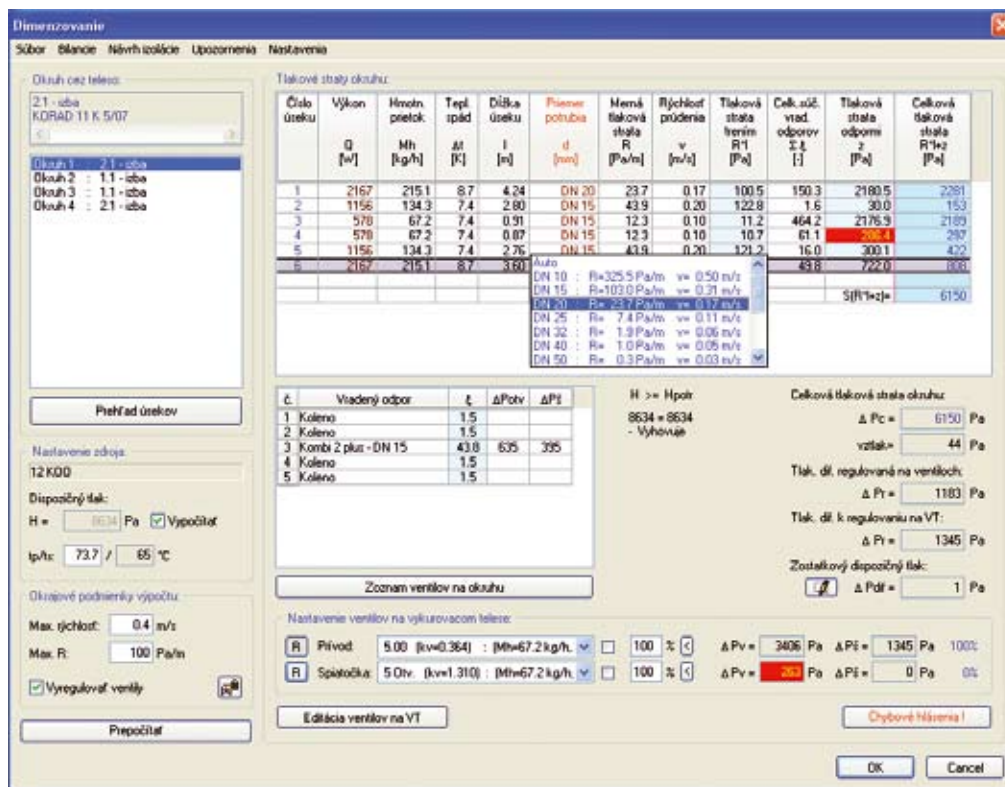 Dimenzovanie
Súbor Bilancie Návrh izolácie Upozornenia Nastavenia
Okruh cez teleso:
2.1 - izba
KORAD 11 K 5/07
Okruh 1 : 2.1 - izba
Okruh 2 : 1.1 - izba
Okruh 3 : 1.1 - izba
Okruh 4 : 2.1 - izba
Prehľad úsekov
Nastavenie zdroja:
12 KOO
Dispozičný tlak:
H = 8634 Pa Vypočítať
tp/ts: 73.7 / 65 °C
Okrajové podmienky výpočtu:
Max. rýchlosť: 0.4 m/s
Max. R: 100 Pa/m
Vyregulovať ventily
Prepočítať
Tlakové straty okruhu:
Číslo úseku Výkon Q [W] Hmotn. prietok Mh [kg/h] Tepl. spád Δt [K] Dĺžka úseku l [m] Priemer potrubia d [mm] Merná tlaková strata R [Pa/m] Rýchlosť prúdenia v [m/s] Tlaková strata trením R*l [Pa] Celk. súč. vrad. odporov Σ ξ [-] Tlaková strata odpormi z [Pa] Celková tlaková strata R*l+z [Pa]
1 2167 215.1 8.7 4.24 DN 20 23.7 0.17 100.5 150.3 2180.5 2281
2 1156 134.3 7.4 2.80 DN 15 43.9 0.20 122.8 1.6 30.0 153
3 578 67.2 7.4 0.91 DN 15 12.3 0.10 11.2 464.2 2176.9 2189
4 578 67.2 7.4 0.87 DN 15 12.3 0.10 10.7 61.1 286.4 297
5 1156 134.3 7.4 2.76 DN 15 43.9 0.20 121.2 16.0 300.1 422
6 2167 215.1 8.7 3.60 49.8 722.0 808
S(R*l+z)= 6150
Auto
DN 10 : R=325.5 Pa/m v= 0.50 m/s
DN 15 : R=103.0 Pa/m v= 0.31 m/s
DN 20 : R= 23.7 Pa/m v= 0.17 m/s
DN 25 : R= 7.4 Pa/m v= 0.11 m/s
DN 32 : R= 1.9 Pa/m v= 0.06 m/s
DN 40 : R= 1.0 Pa/m v= 0.05 m/s
DN 50 : R= 0.3 Pa/m v= 0.03 m/s
č. Vradený odpor ξ ΔPotv ΔPš
1 Koleno 1.5
2 Koleno 1.5
3 Kombi 2 plus - DN 15 43.8 635 395
4 Koleno 1.5
5 Koleno 1.5
Zoznam ventilov na okruhu
H >= Hpotr
8634 = 8634
- Vyhovuje
Celková tlaková strata okruhu:
Δ Pc = 6150 Pa
vztlak= 44 Pa
Tlak. dif. regulovaná na ventiloch:
Δ Pr = 1183 Pa
Tlak. dif. k regulovaniu na VT:
Δ Pr = 1345 Pa
Zostatkový dispozičný tlak:
Δ Pdif = 1 Pa
Nastavenie ventilov na vykurovacom telese:
R Prívod: 5.00 (kv=0.364) : (Mh=67.2 kg/h, 100 % < Δ Pv = 3406 Pa Δ Pš = 1345 Pa 100%
R Spiatočka: 5 Otv. (kv=1.310) : (Mh=67.2 kg/h, 100 % < Δ Pv = 263 Pa Δ Pš = 0 Pa 0%
Editácia ventilov na VT
Chybové hlásenia !
OK Cancel